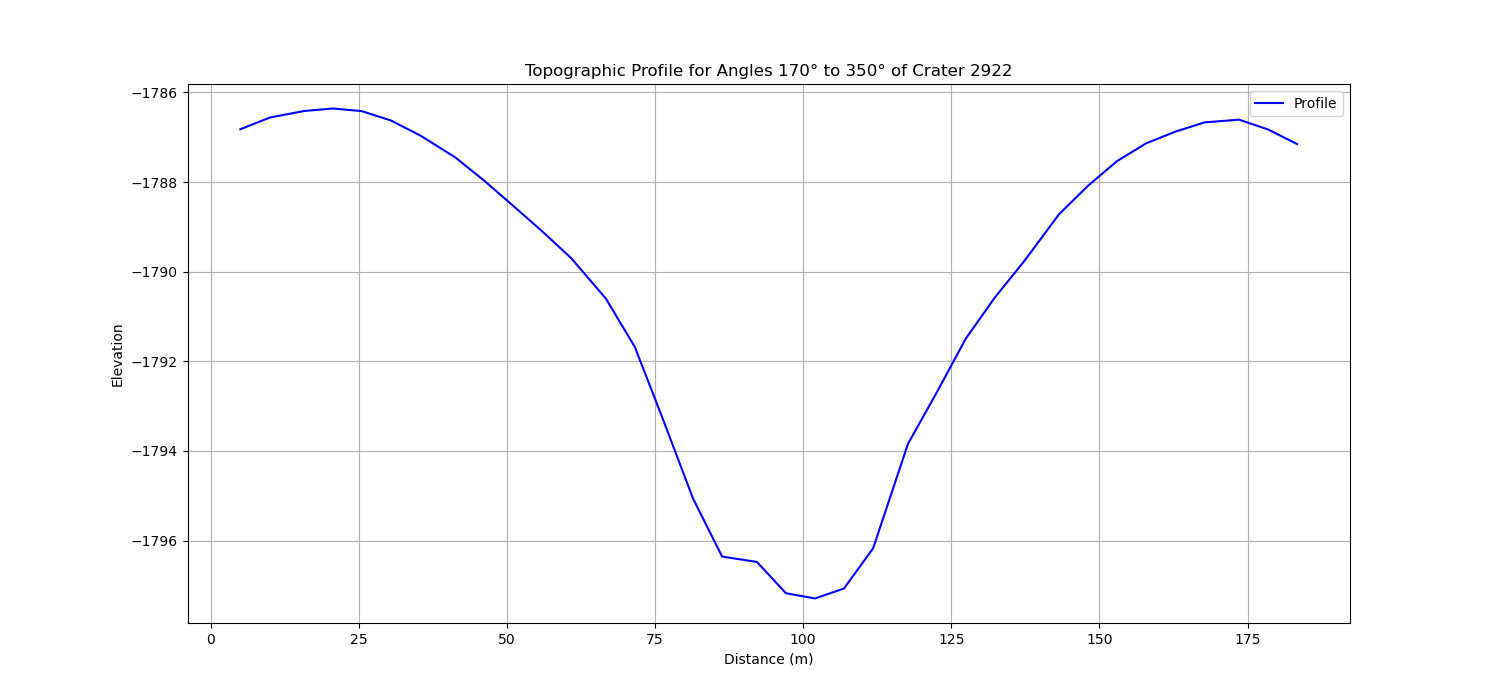 Topographic Profile for Angles 170° to 350° of Crater 2922
Profile
−1786
−1788
−1790
−1792
−1794
−1796
Elevation
0 25 50 75 100 125 150 175
Distance (m)